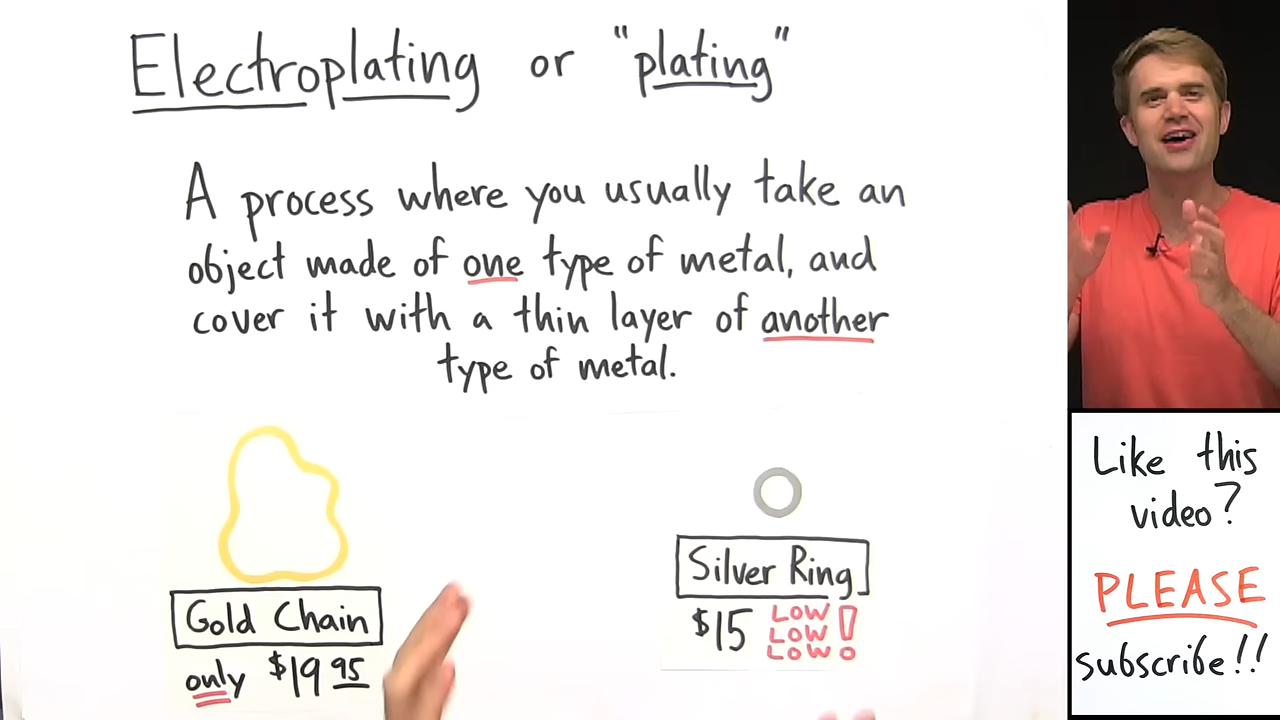 Electroplating or "plating"
A process where you usually take an
object made of one type of metal, and
cover it with a thin layer of another
type of metal.
Gold Chain
only $19 95
Silver Ring
$15 LOW
LOW
LOW !
Like this
video?
PLEASE
subscribe!!